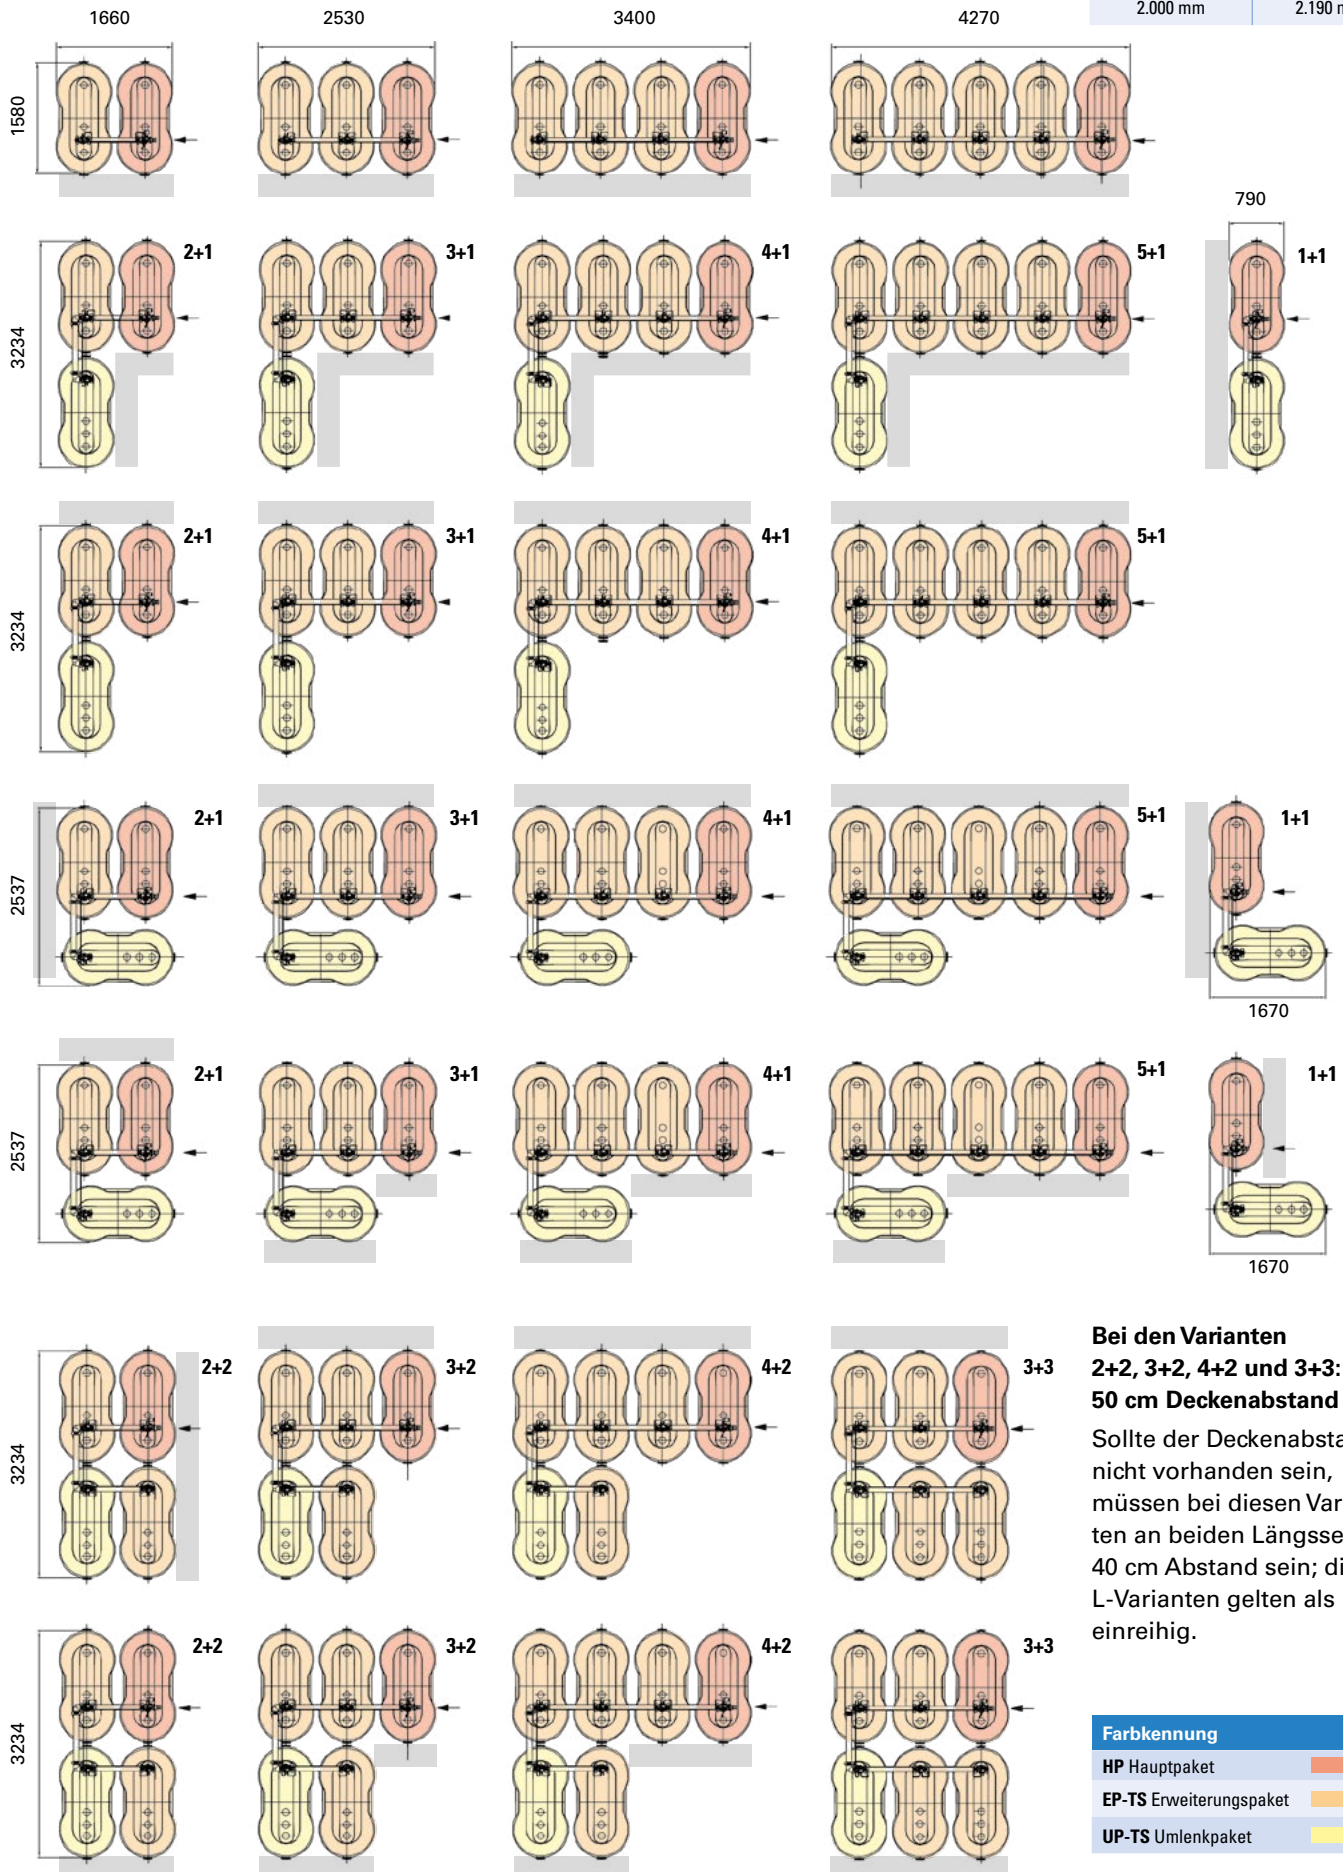 1660
2530
3400
4270
2.000 mm
2.190
1580
790
2+1
3+1
4+1
5+1
1+1
3234
2+1
3+1
4+1
5+1
3234
2+1
3+1
4+1
5+1
1+1
2537
1670
2+1
3+1
4+1
5+1
1+1
2537
1670
2+2
3+2
4+2
3+3
3234
Bei den Varianten
2+2, 3+2, 4+2 und 3+3:
50 cm Deckenabstand
Sollte der Deckenabsta
nicht vorhanden sein,
müssen bei diesen Var
ten an beiden Längsse
40 cm Abstand sein; di
L-Varianten gelten als
einreihig.
2+2
3+2
4+2
3+3
3234
Farbkennung
HP Hauptpaket
EP-TS Erweiterungspaket
UP-TS Umlenkpaket